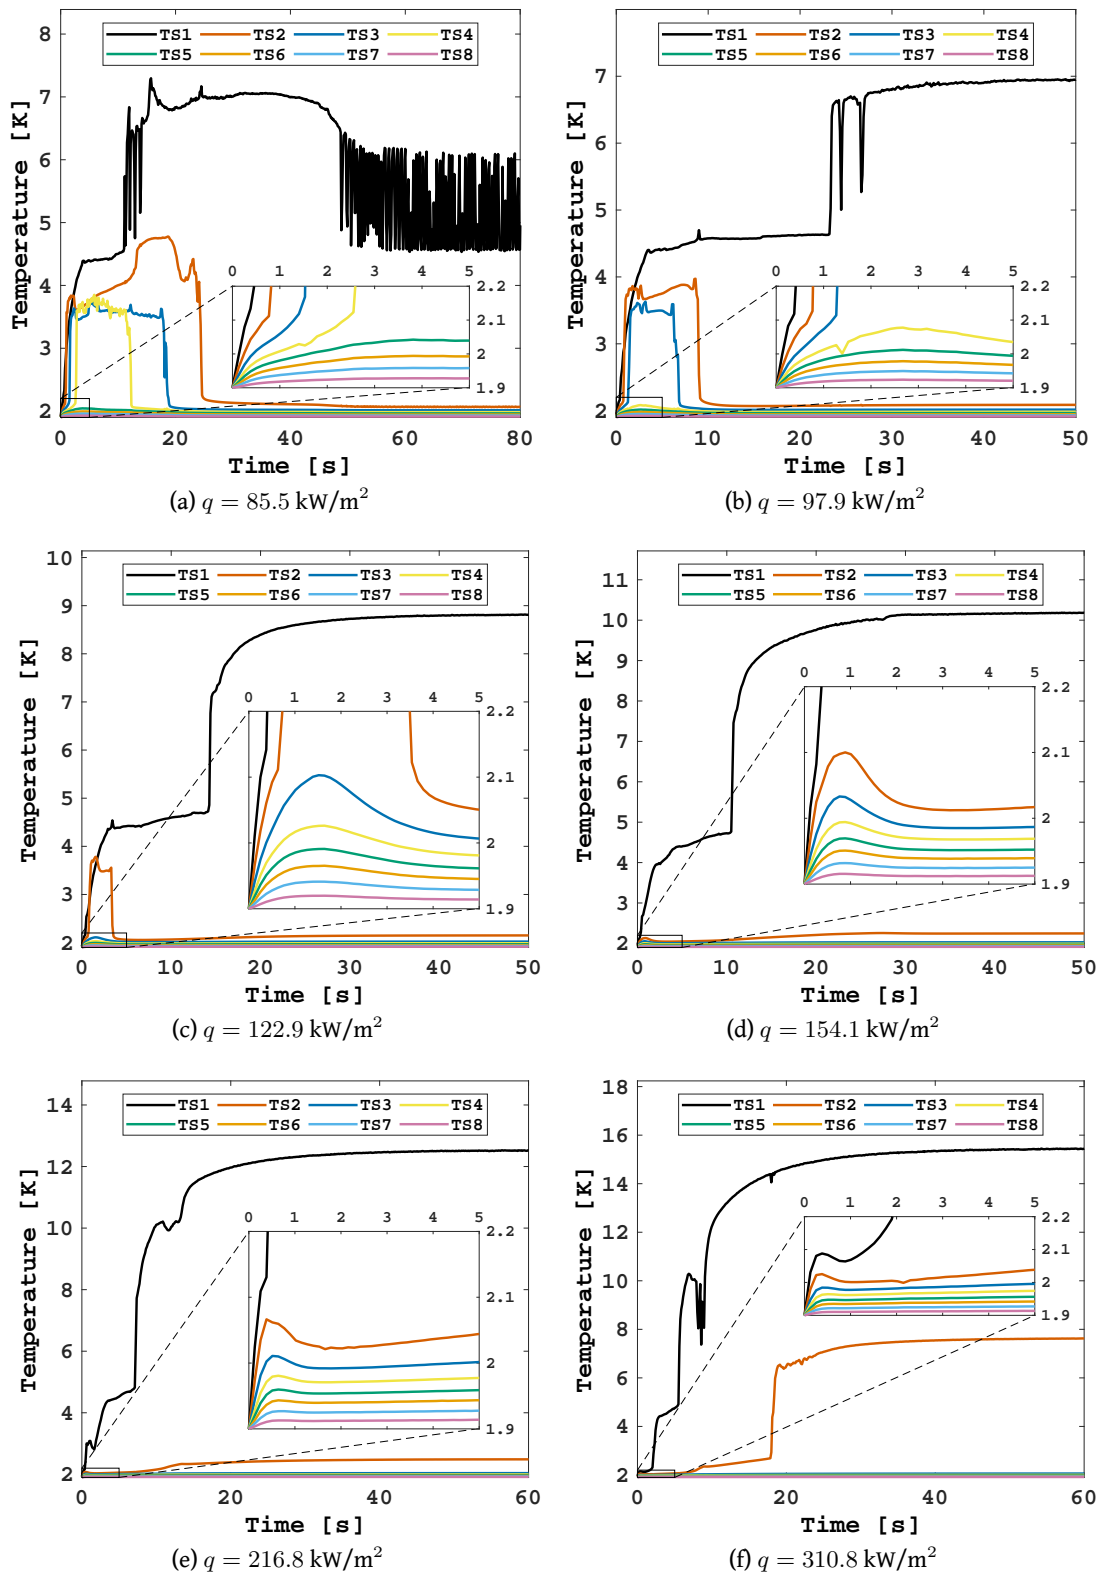 TS1 TS2 TS3 TS4
TS5 TS6 TS7 TS8
Temperature [K]
8
7
6
5
4
3
2
0 1 2 3 4 5
2.2
2.1
2
1.9
0 20 40 60 80
Time [s]
(a) q = 85.5 kW/m²
TS1 TS2 TS3 TS4
TS5 TS6 TS7 TS8
Temperature [K]
7
6
5
4
3
2
0 1 2 3 4 5
2.2
2.1
2
1.9
0 10 20 30 40 50
Time [s]
(b) q = 97.9 kW/m²
TS1 TS2 TS3 TS4
TS5 TS6 TS7 TS8
Temperature [K]
10
9
8
7
6
5
4
3
2
0 1 2 3 4 5
2.2
2.1
2
1.9
0 10 20 30 40 50
Time [s]
(c) q = 122.9 kW/m²
TS1 TS2 TS3 TS4
TS5 TS6 TS7 TS8
Temperature [K]
11
10
9
8
7
6
5
4
3
2
0 1 2 3 4 5
2.2
2.1
2
1.9
0 10 20 30 40 50
Time [s]
(d) q = 154.1 kW/m²
TS1 TS2 TS3 TS4
TS5 TS6 TS7 TS8
Temperature [K]
14
12
10
8
6
4
2
0 1 2 3 4 5
2.2
2.1
2
1.9
0 20 40 60
Time [s]
(e) q = 216.8 kW/m²
TS1 TS2 TS3 TS4
TS5 TS6 TS7 TS8
Temperature [K]
18
16
14
12
10
8
6
4
2
0 1 2 3 4 5
2.2
2.1
2
1.9
0 20 40 60
Time [s]
(f) q = 310.8 kW/m²